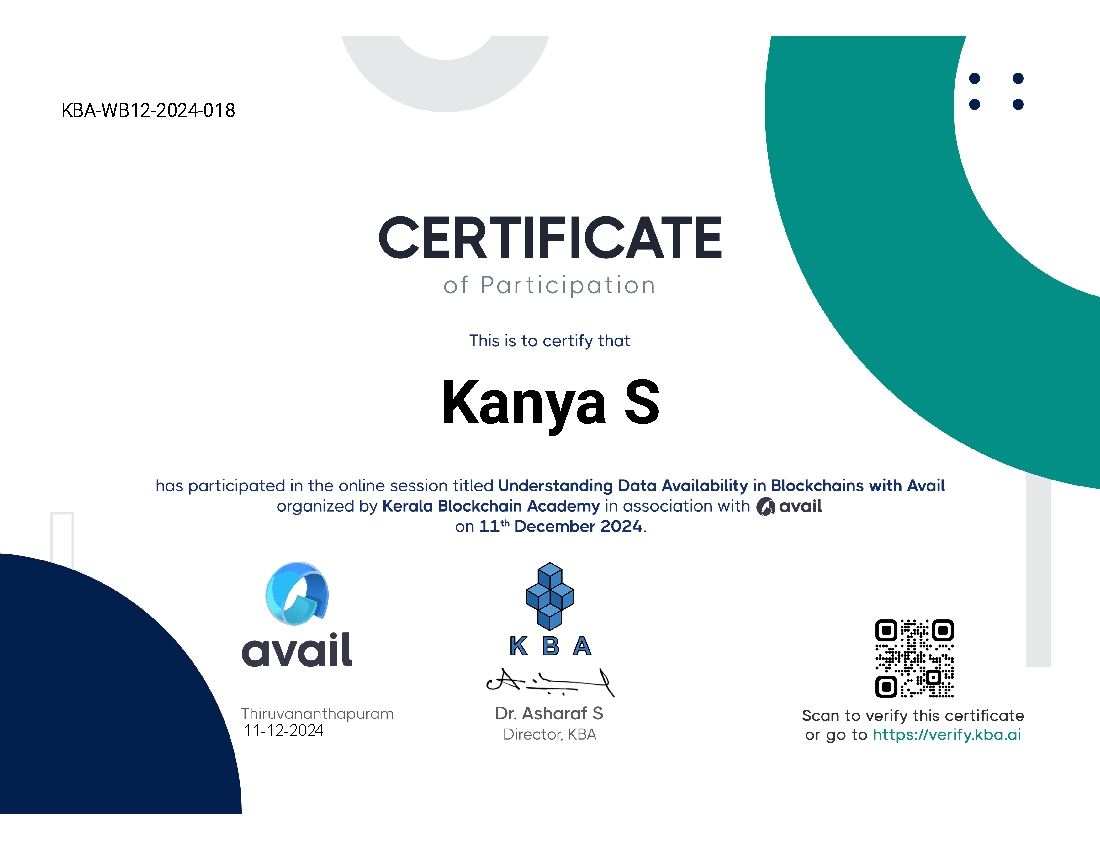 KBA-WB12-2024-018
CERTIFICATE
of Participation
This is to certify that
Kanya S
has participated in the online session titled Understanding Data Availability in Blockchains with Avail
organized by Kerala Blockchain Academy in association with avail
on 11th December 2024.
avail
KBA
Thiruvananthapuram
11-12-2024
Dr. Asharaf S
Director, KBA
Scan to verify this certificate
or go to https://verify.kba.ai